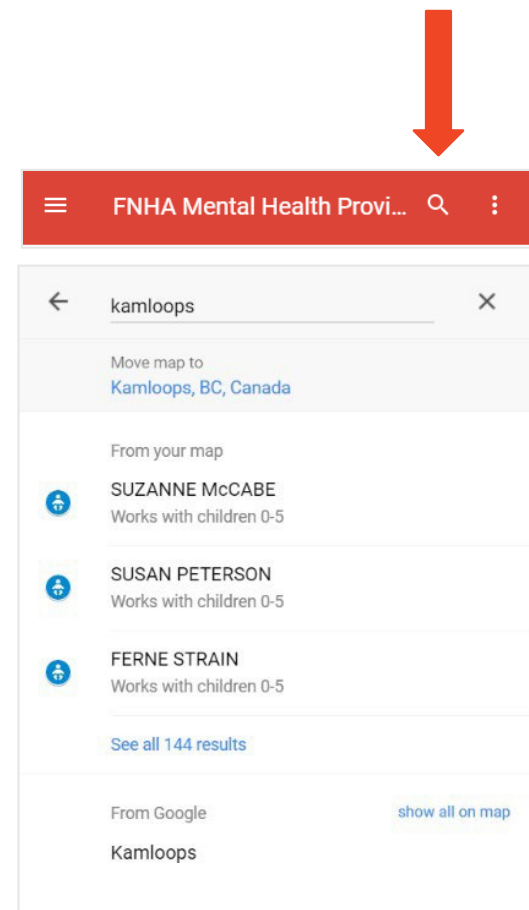 FNHA Mental Health Provi...
kamloops
Move map to
Kamloops, BC, Canada
From your map
SUZANNE McCABE
Works with children 0-5
SUSAN PETERSON
Works with children 0-5
FERNE STRAIN
Works with children 0-5
See all 144 results
From Google show all on map
Kamloops